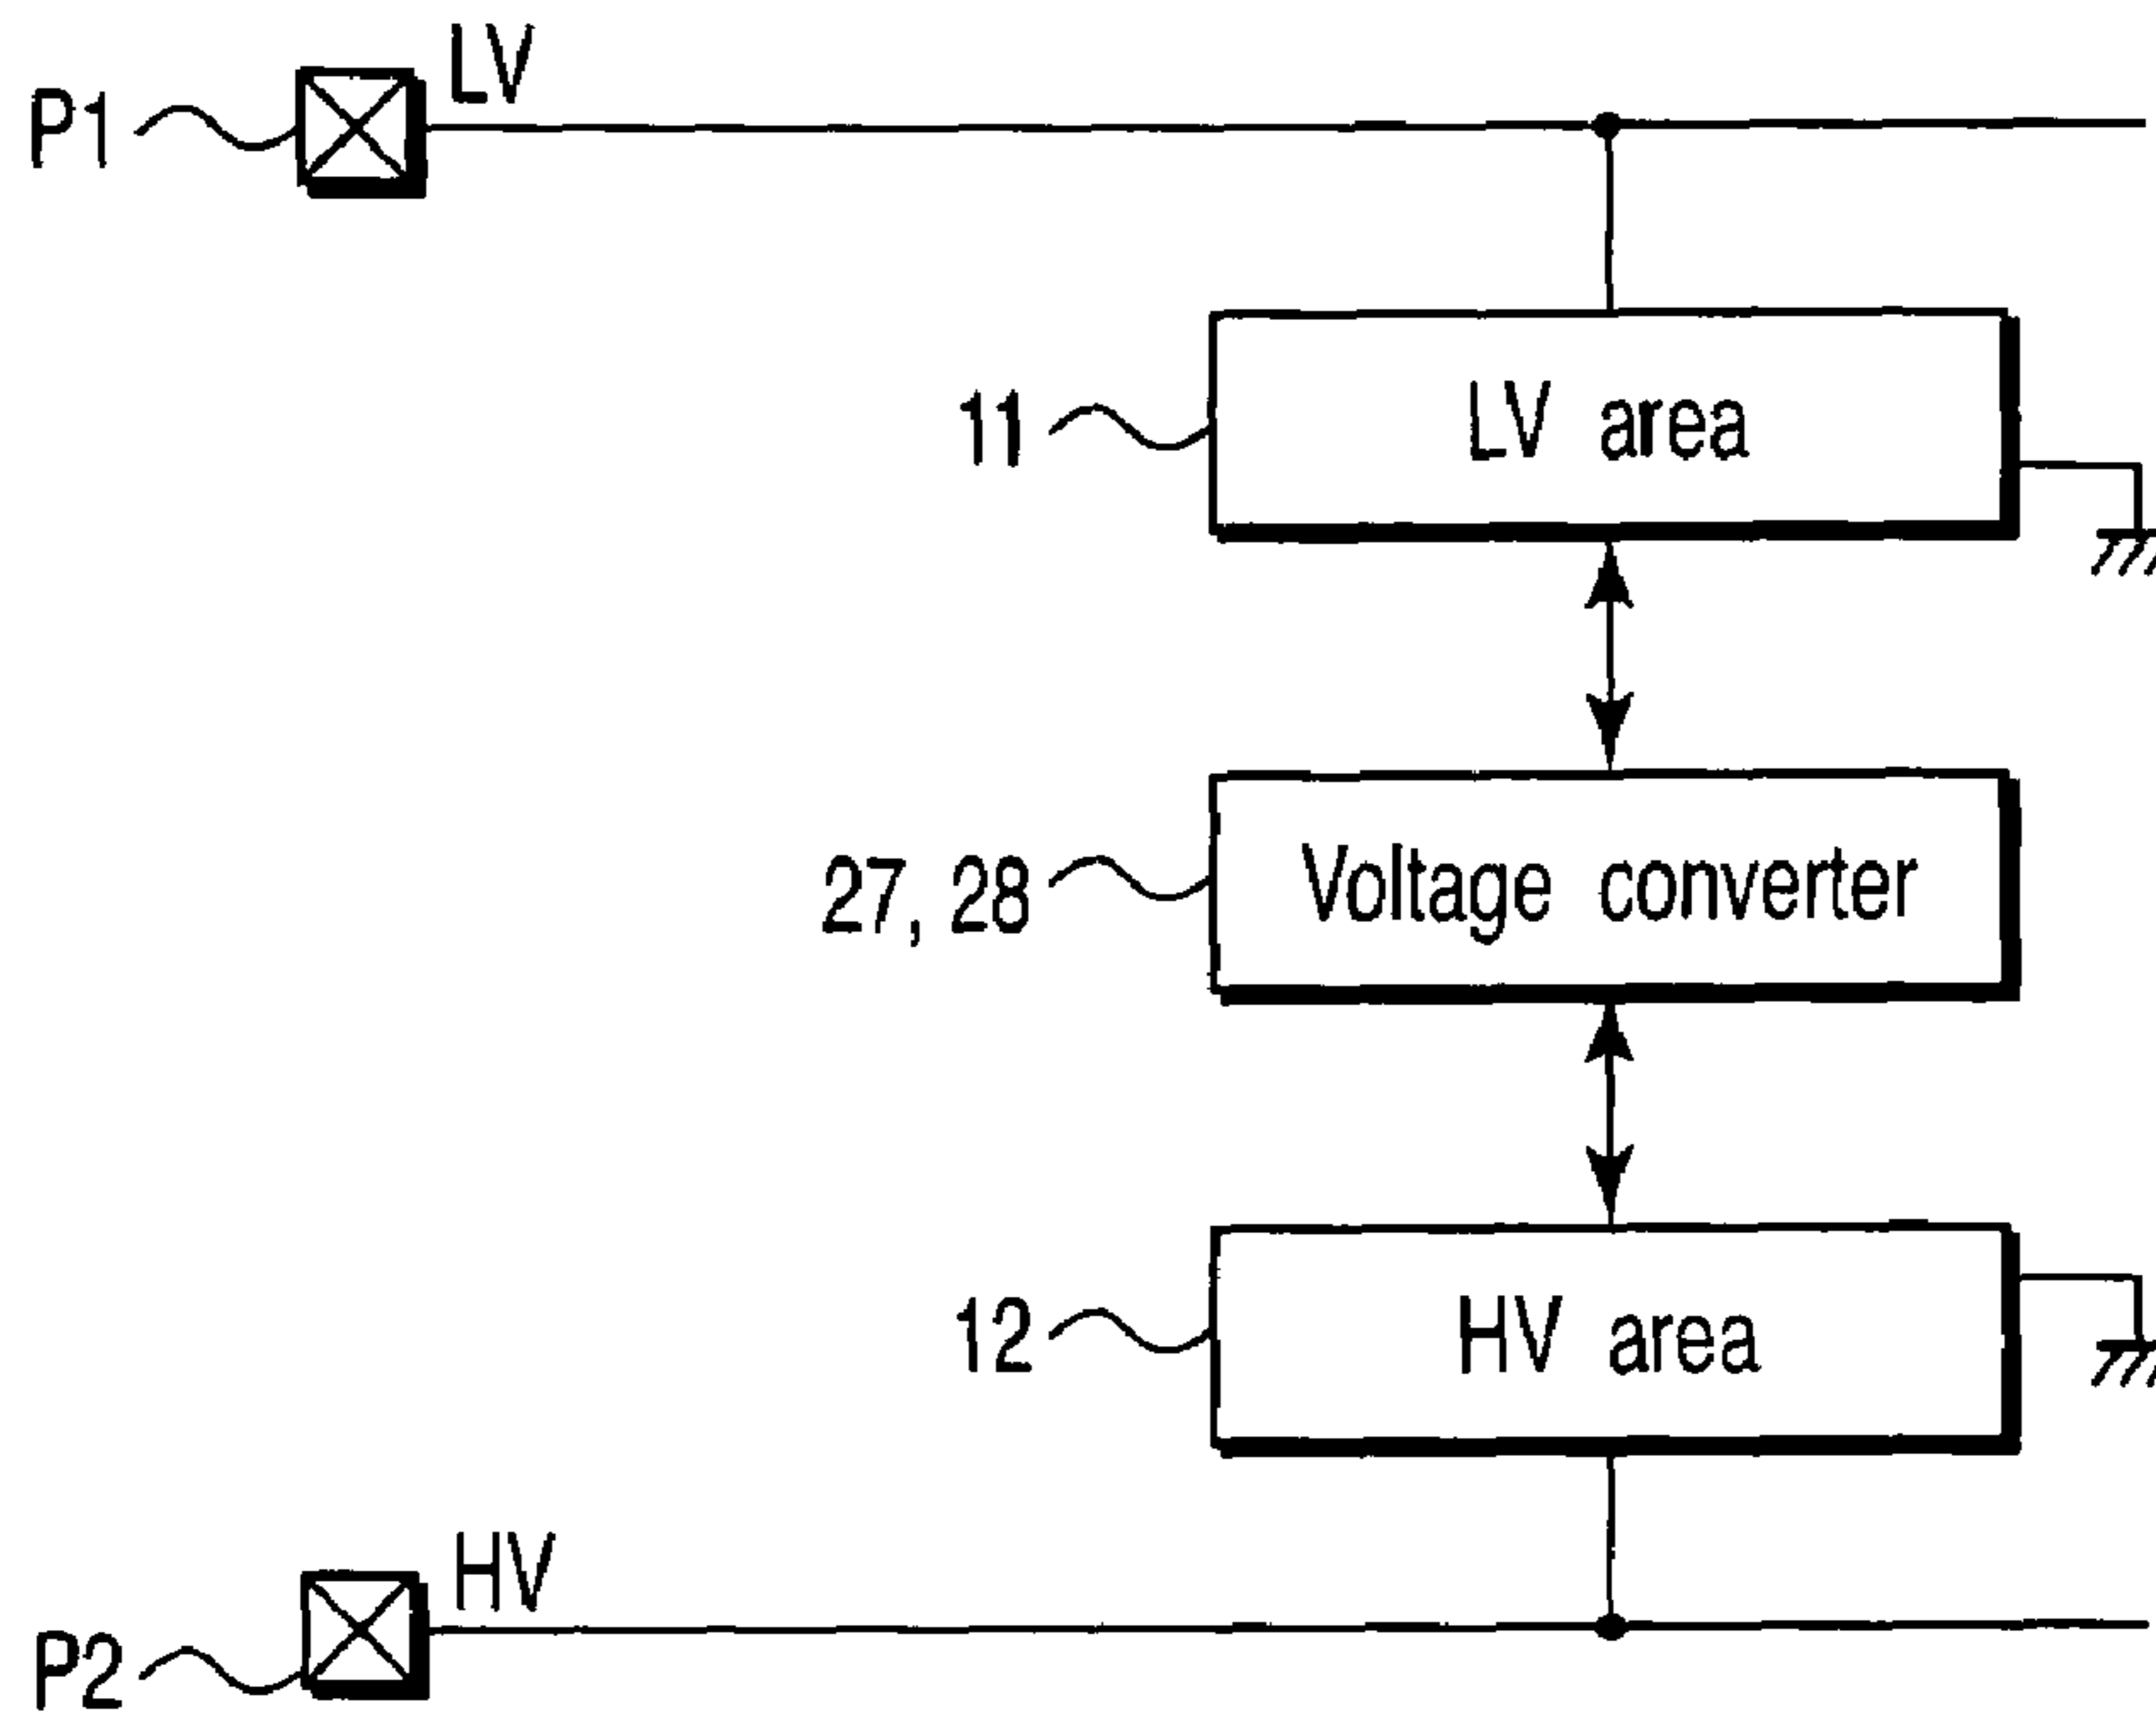 LV
P1
11
LV area
27, 28
Voltage converter
12
HV area
HV
P2